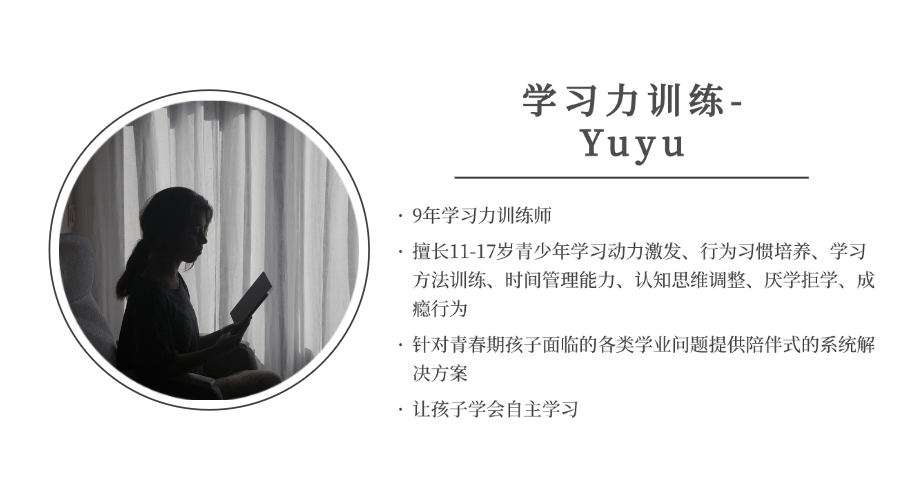 学习力训练-
Yuyu
· 9年学习力训练师
· 擅长11-17岁青少年学习动力激发、行为习惯培养、学习
方法训练、时间管理能力、认知思维调整、厌学拒学、成
瘾行为
· 针对青春期孩子面临的各类学业问题提供陪伴式的系统解
决方案
· 让孩子学会自主学习